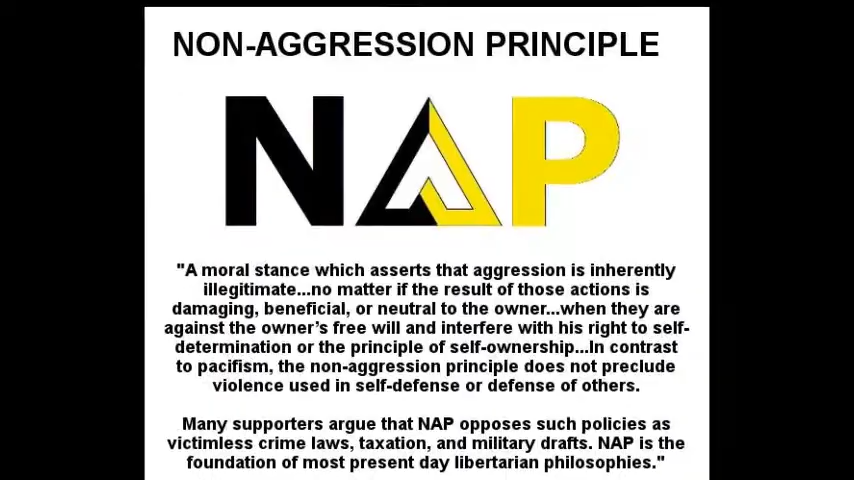 NON-AGGRESSION PRINCIPLE
NAP
"A moral stance which asserts that aggression is inherently
illegitimate...no matter if the result of those actions is
damaging, beneficial, or neutral to the owner...when they are
against the owner’s free will and interfere with his right to self-
determination or the principle of self-ownership...In contrast
to pacifism, the non-aggression principle does not preclude
violence used in self-defense or defense of others.
Many supporters argue that NAP opposes such policies as
victimless crime laws, taxation, and military drafts. NAP is the
foundation of most present day libertarian philosophies."